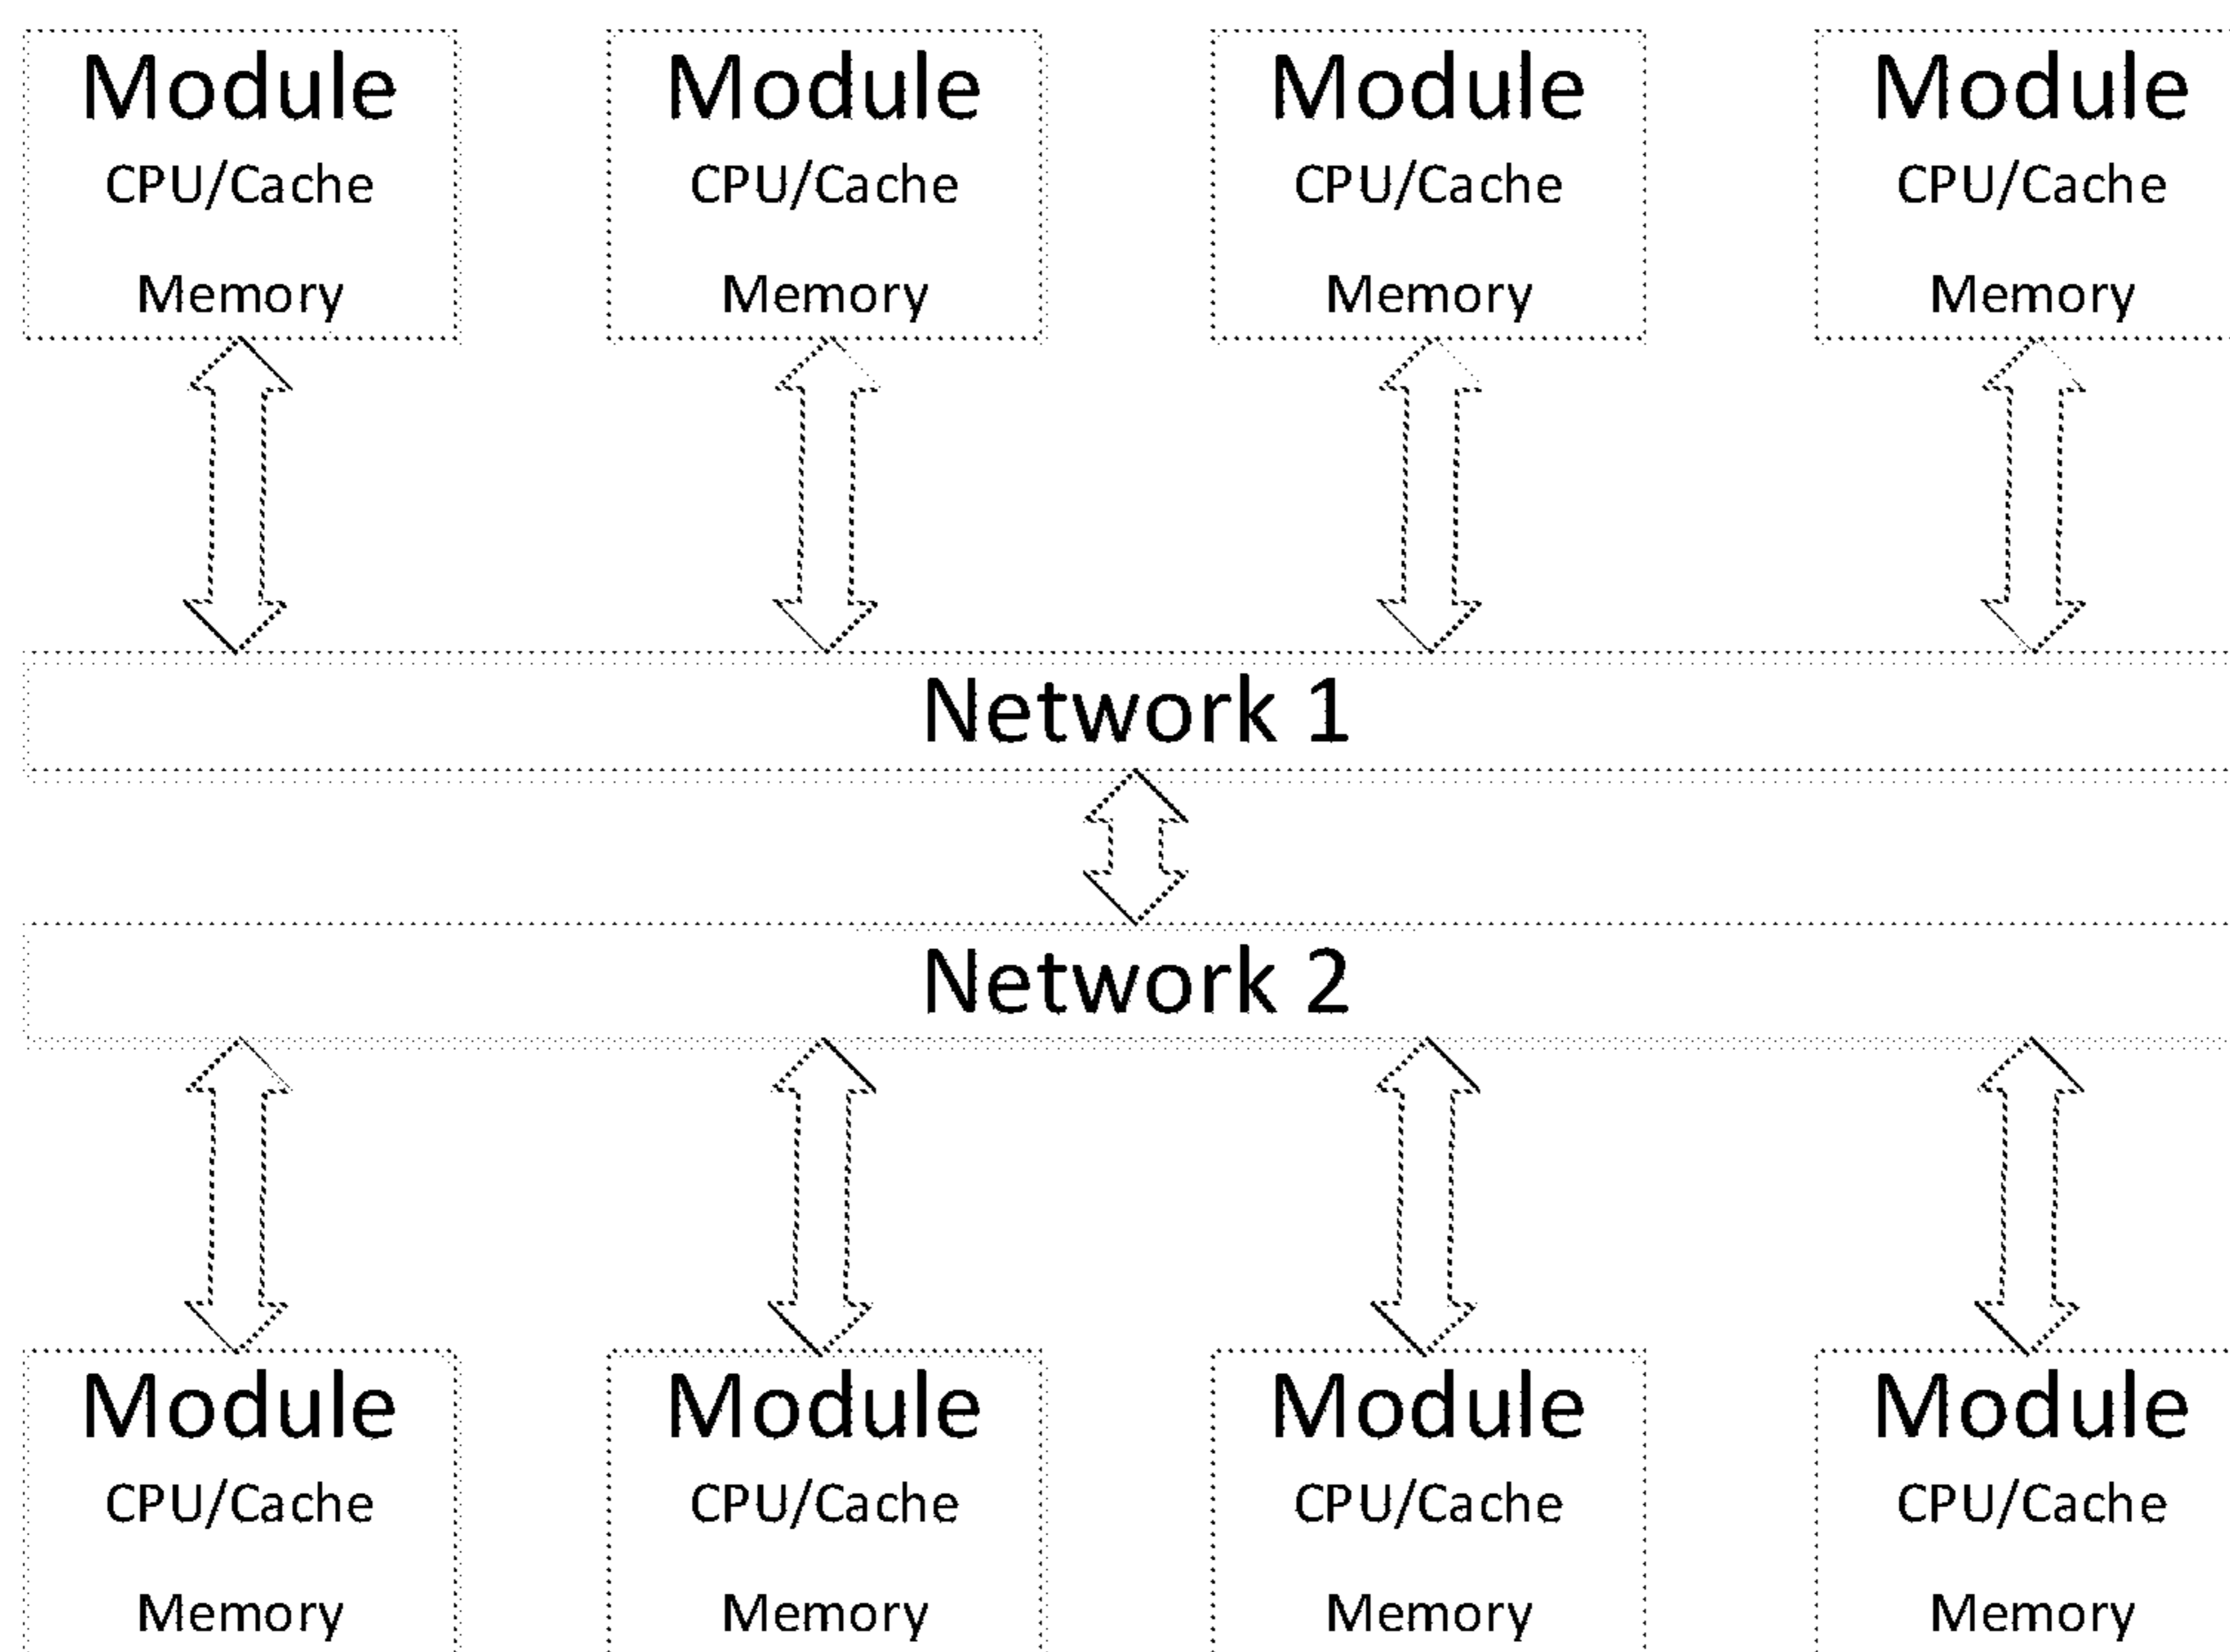 Module Module Module Module
CPU/Cache CPU/Cache CPU/Cache CPU/Cache
Memory Memory Memory Memory
Network 1
Network 2
Module Module Module Module
CPU/Cache CPU/Cache CPU/Cache CPU/Cache
Memory Memory Memory Memory